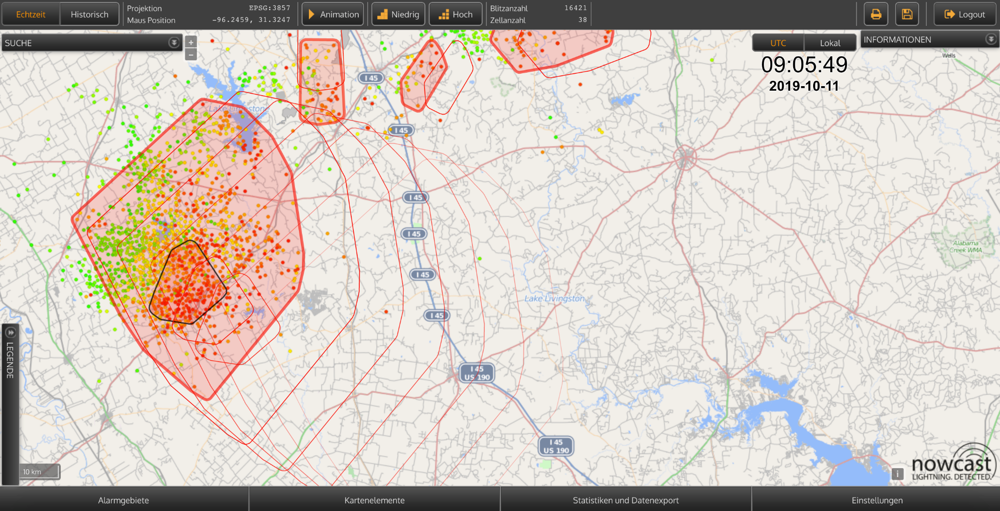 Echtzeit
Historisch
Projektion EPSG:3857
Maus Position -96.2459, 31.3247
Animation
Niedrig
Hoch
Blitzanzahl 16421
Zellanzahl 38
Logout
SUCHE
+
-
UTC
Lokal
INFORMATIONEN
09:05:49
2019-10-11
Wells
I 45
Lake Limestone
I 45
I 45
I 45
Alabama
Creek WMA
I 45
Lake Livingston
I 45
LEGENDE
I 45
US 190
I 45
US 190
10 km
i
nowcast
LIGHTNING. DETECTED.
Alarmgebiete
Kartenelemente
Statistiken und Datenexport
Einstellungen